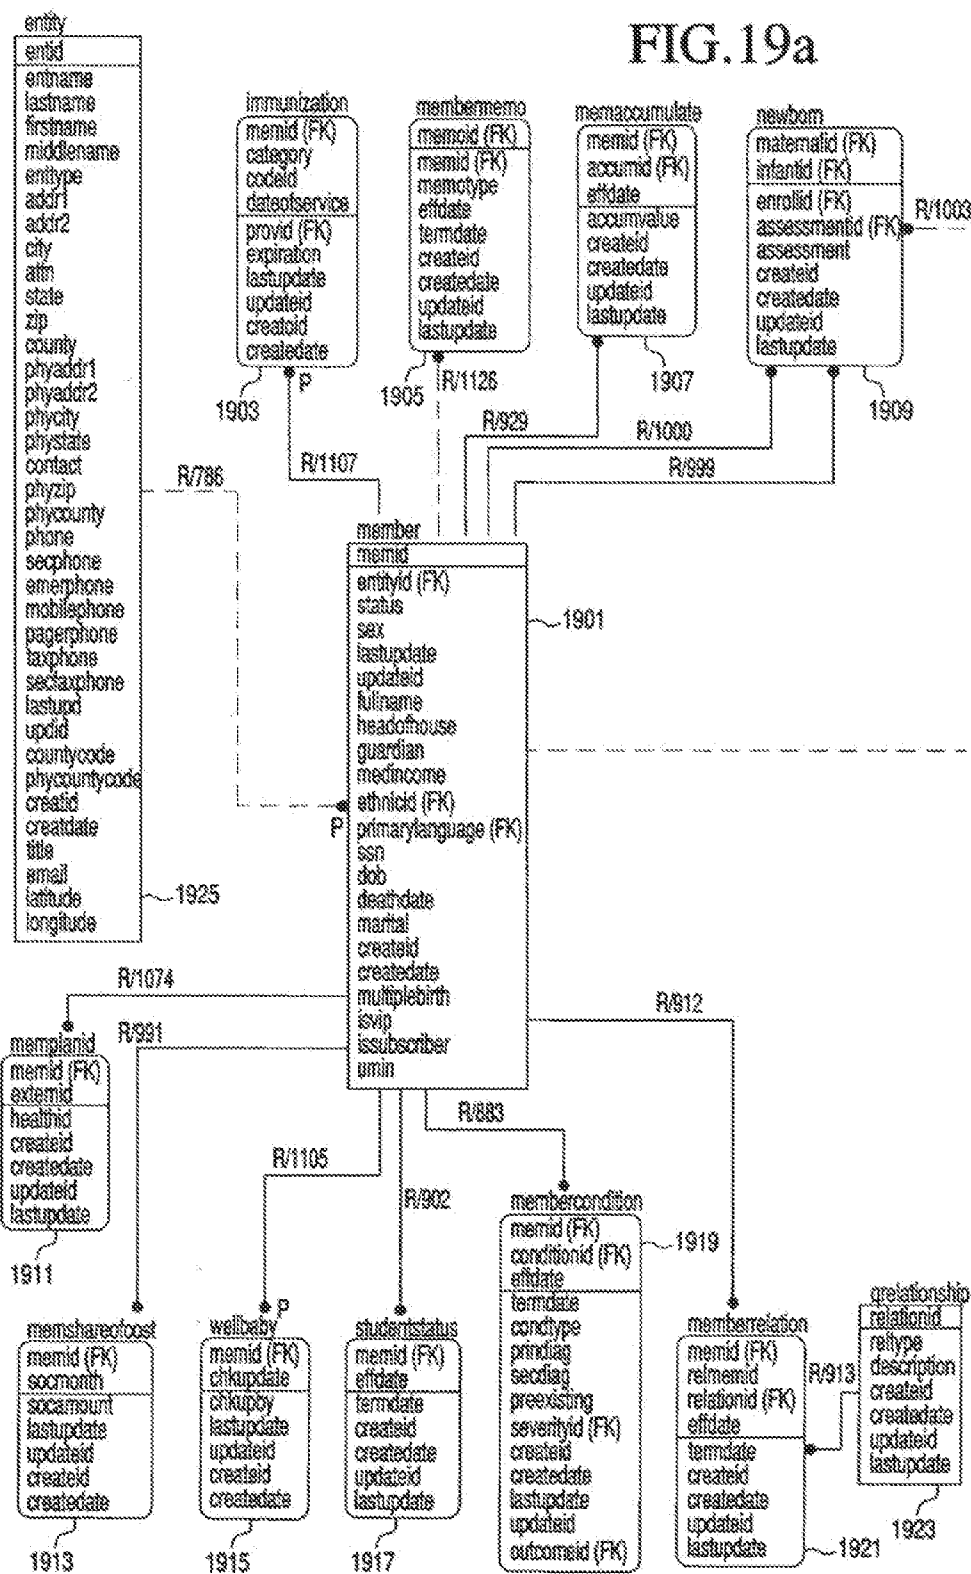 FIG.19a
entity
entid
entname
lastname
firstname
middlename
enttype
addr1
addr2
city
attn
state
zip
county
phyaddr1
phyaddr2
phycity
phystate
contact
phyzip
phycounty
phone
secphone
emerphone
mobilephone
pagerphone
faxphone
secfaxphone
lastupd
updid
countycode
phycountycode
creatid
creatdate
title
email
latitude
longitude
1925
R/786
immunization
memid (FK)
category
codeid
dateofservice
provid (FK)
expiration
lastupdate
updateid
createid
createdate
1903
P
R/1107
membermemo
memoid (FK)
memid (FK)
memotype
effdate
termdate
createid
createdate
updateid
lastupdate
1905
R/1126
memaccumulate
memid (FK)
accumid (FK)
effdate
accumvalue
createid
createdate
updateid
lastupdate
1907
R/929
newborn
maternalid (FK)
infantid (FK)
enrollid (FK)
assessmentid (FK)
assessment
createid
createdate
updateid
lastupdate
1909
R/1003
R/1000
R/999
member
memid
entityid (FK)
status
sex
lastupdate
updateid
fullname
headofhouse
guardian
medincome
ethnicid (FK)
primarylanguage (FK)
ssn
dob
deathdate
marital
createid
createdate
multiplebirth
isvip
issubscriber
umin
1901
P
R/1074
R/991
R/912
R/883
R/1105
R/902
memplanid
memid (FK)
externid
healthid
createid
createdate
updateid
lastupdate
1911
memshareofcost
memid (FK)
socmonth
socamount
lastupdate
updateid
createid
createdate
1913
P
wellbaby
memid (FK)
chkupdate
chkupby
lastupdate
updateid
createid
createdate
1915
studentstatus
memid (FK)
effdate
termdate
createid
createdate
updateid
lastupdate
1917
membercondition
memid (FK)
conditionid (FK)
effdate
termdate
condtype
prindiag
secdiag
preexisting
severityid (FK)
createid
createdate
lastupdate
updateid
outcomeid (FK)
1919
memberrelation
memid (FK)
relmemid
relationid (FK)
effdate
termdate
createid
createdate
updateid
lastupdate
1921
R/913
qrelationship
relationid
reltype
description
createid
createdate
updateid
lastupdate
1923